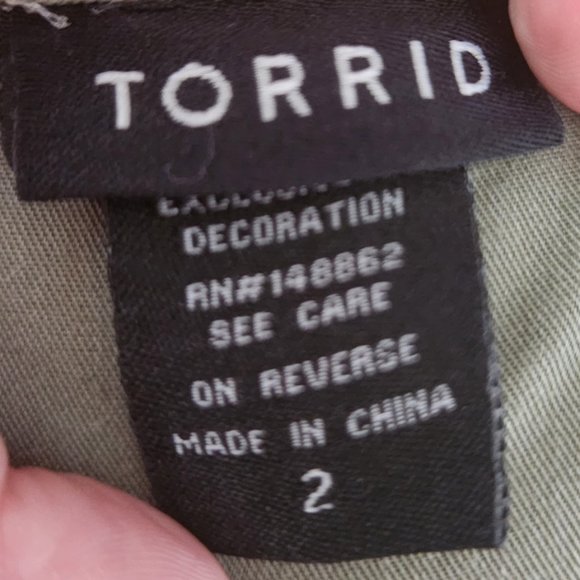 TORRID
DECORATION
RN#148862
SEE CARE
ON REVERSE
MADE IN CHINA
2